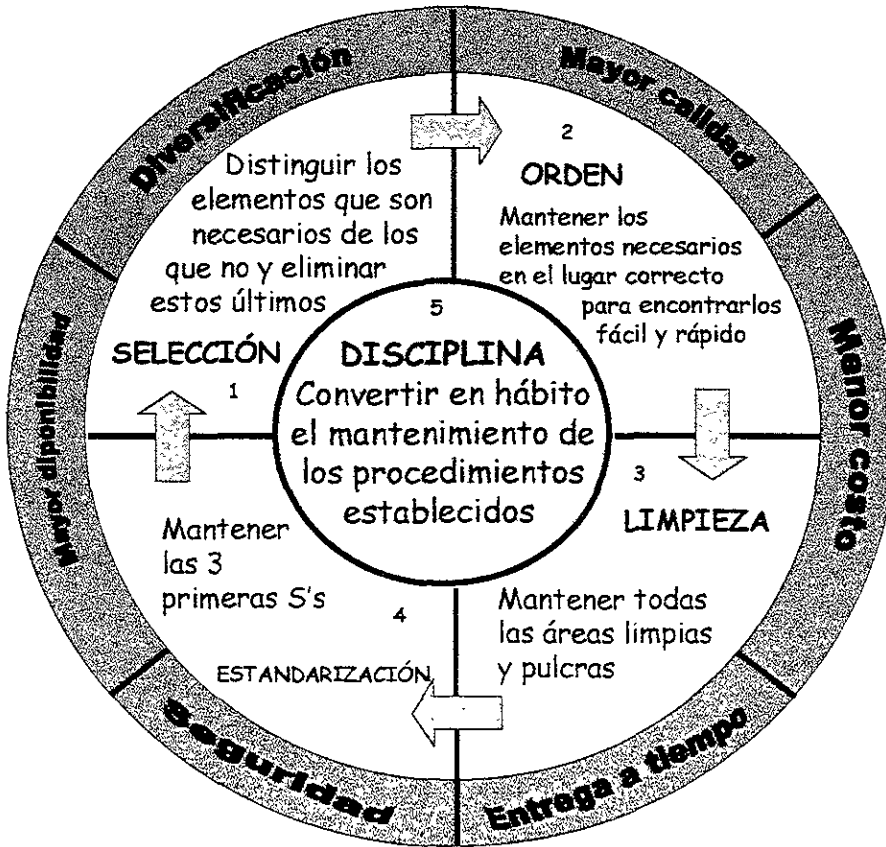 Diversificación
Mayor calidad
Menor costo
Entrega a tiempo
Seguridad
Mayor diponibilidad
Distinguir los
elementos que son
necesarios de los
que no y eliminar
estos últimos
SELECCIÓN
1
2
ORDEN
Mantener los
elementos necesarios
en el lugar correcto
para encontrarlos
fácil y rápido
3
LIMPIEZA
Mantener todas
las áreas limpias
y pulcras
Mantener
las 3
primeras S's
4
ESTANDARIZACIÓN
5
DISCIPLINA
Convertir en hábito
el mantenimiento de
los procedimientos
establecidos